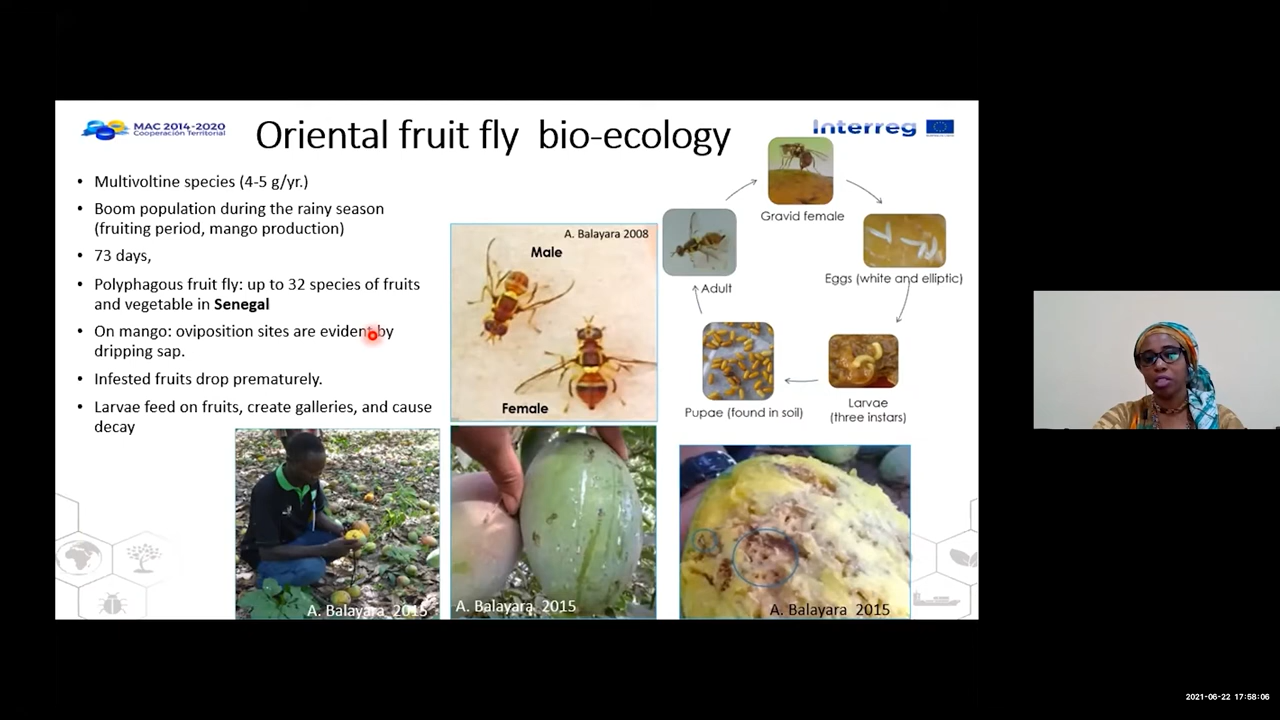 MAC 2014-2020
Cooperación Territorial
Oriental fruit fly bio-ecology
Interreg
• Multivoltine species (4-5 g/yr.)
• Boom population during the rainy season
(fruiting period, mango production)
• 73 days,
• Polyphagous fruit fly: up to 32 species of fruits
and vegetable in Senegal
• On mango: oviposition sites are evident by
dripping sap.
• Infested fruits drop prematurely.
• Larvae feed on fruits, create galleries, and cause
decay
A. Balayara 2008
Male
Female
Gravid female
Eggs (white and elliptic)
Larvae
(three instars)
Pupae (found in soil)
Adult
A. Balayara 2015
A. Balayara 2015
A. Balayara 2015
2021-06-22 17:58:06